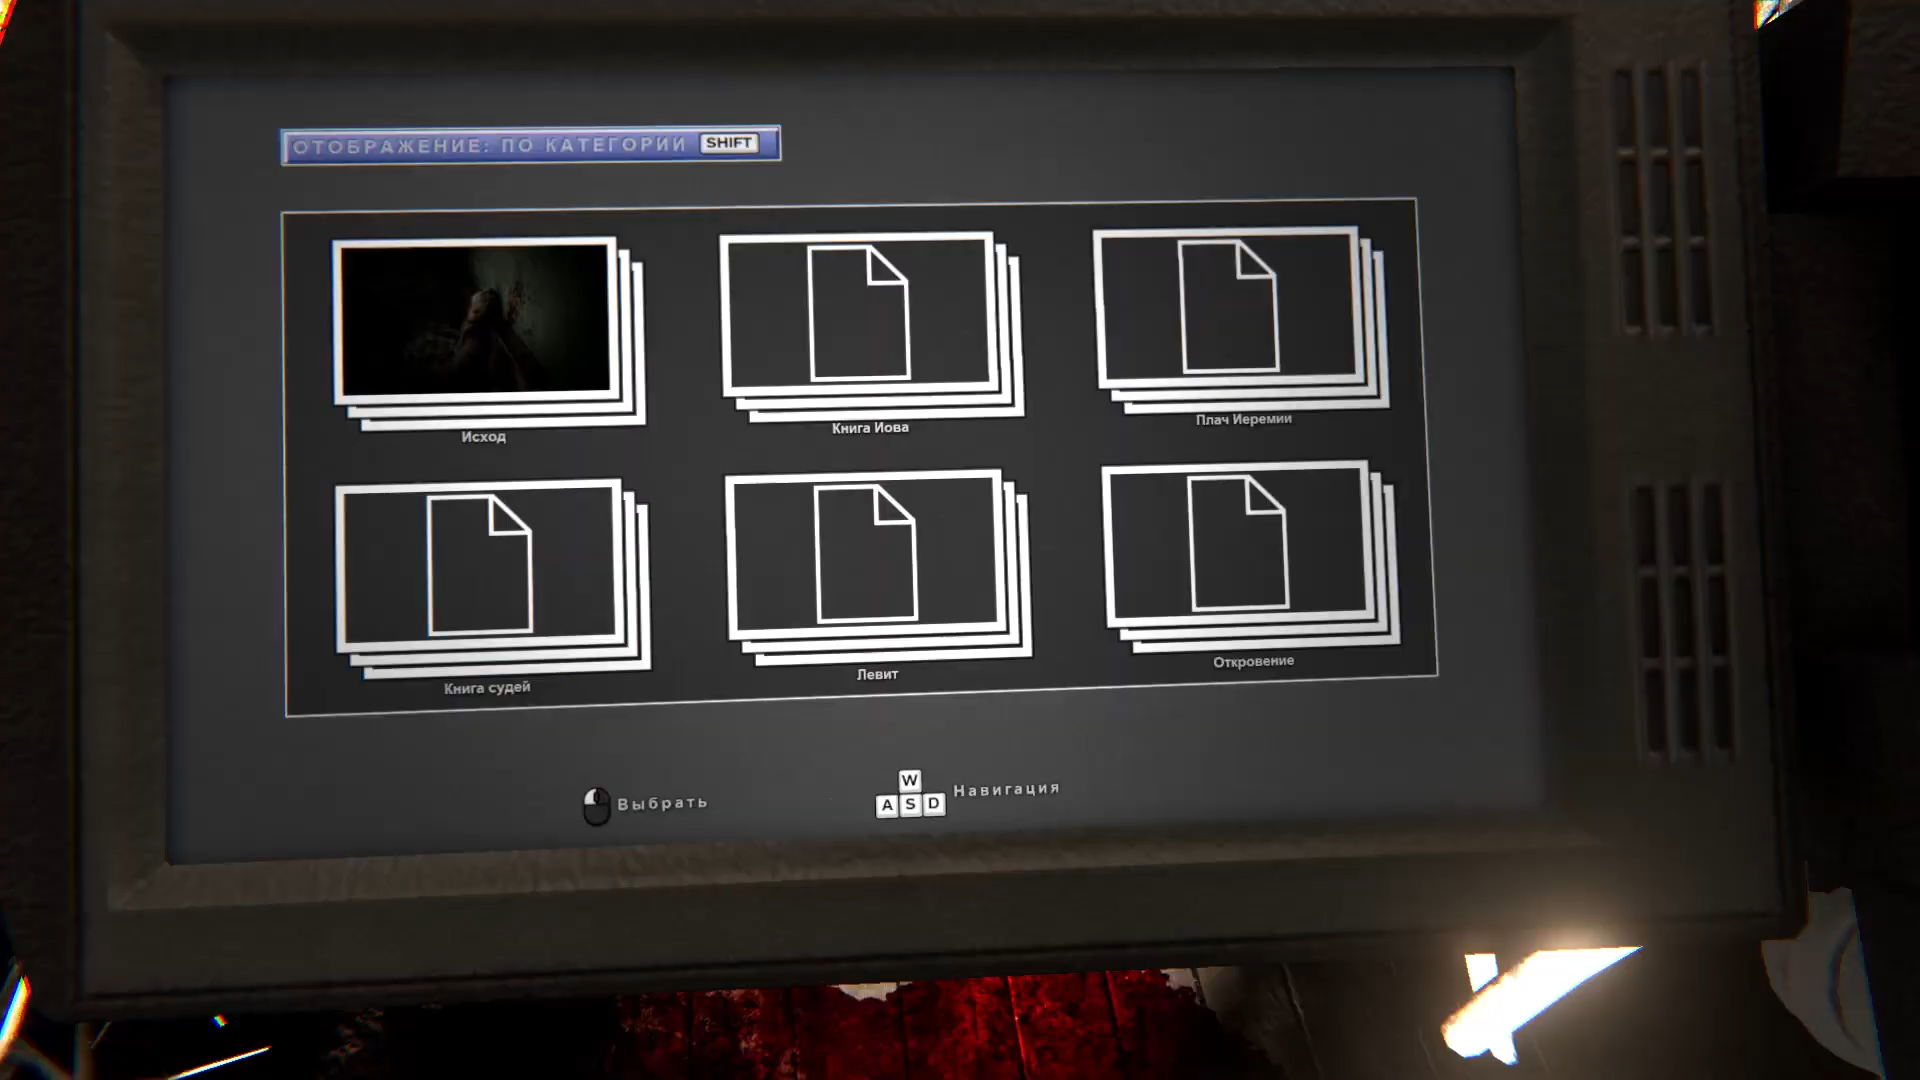 ОТОБРАЖЕНИЕ: ПО КАТЕГОРИИ SHIFT
Исход
Книга Иова
Плач Иеремии
Книга судей
Левит
Откровение
Выбрать
W
A S D
Навигация